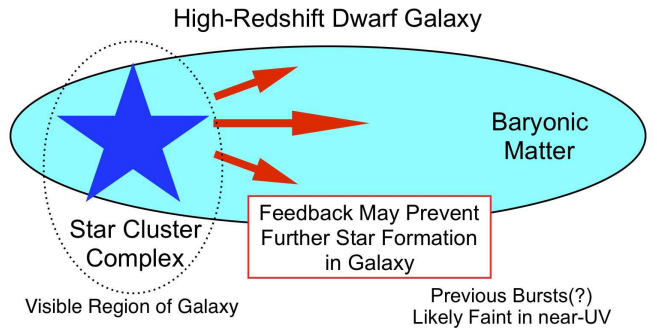 High-Redshift Dwarf Galaxy
Baryonic
Matter
Star Cluster
Complex
Feedback May Prevent
Further Star Formation
in Galaxy
Visible Region of Galaxy
Previous Bursts(?)
Likely Faint in near-UV